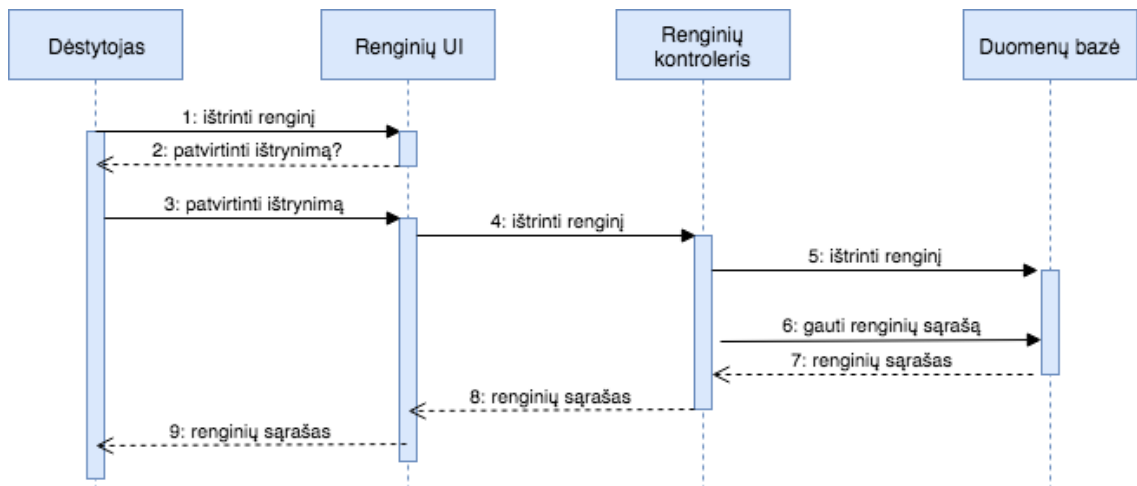 Dėstytojas
Renginių UI
Renginių
kontroleris
Duomenų bazė
1: ištrinti renginį
2: patvirtinti ištrynimą?
3: patvirtinti ištrynimą
4: ištrinti renginį
5: ištrinti renginį
6: gauti renginių sąrašą
7: renginių sąrašas
8: renginių sąrašas
9: renginių sąrašas